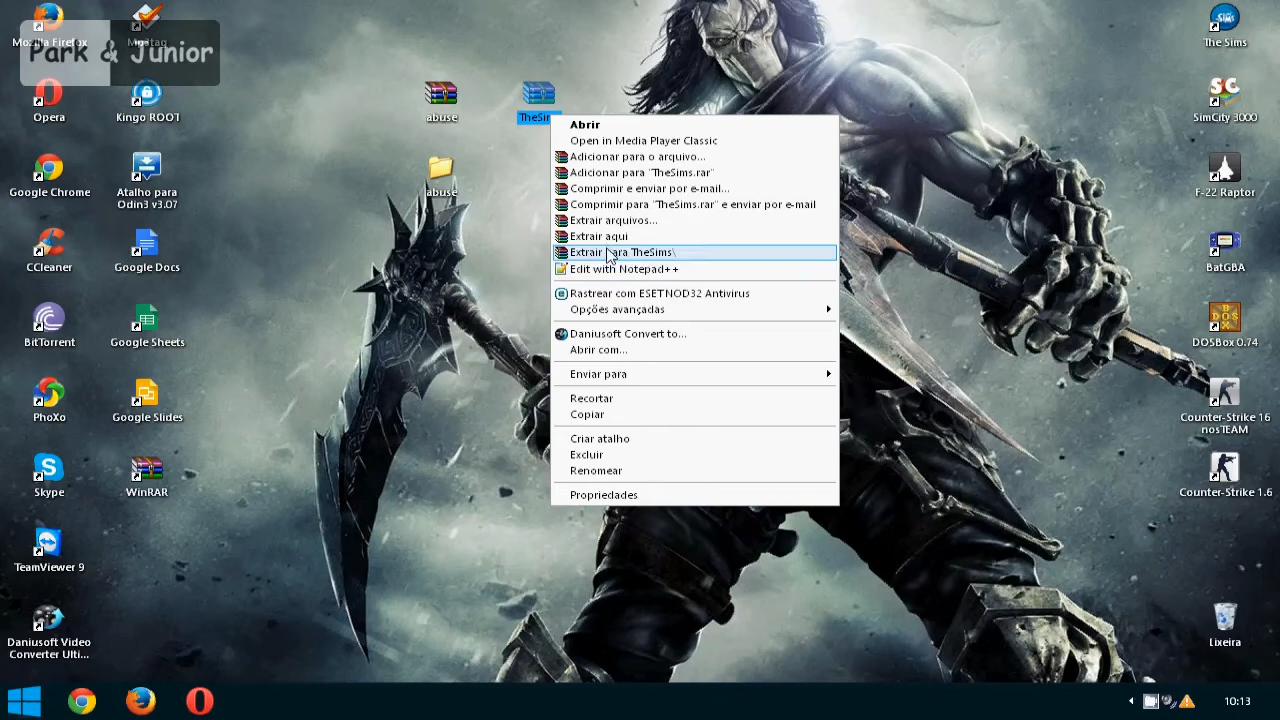 Mozilla Firefox
Park & Junior
Opera
Kingo ROOT
Google Chrome
Atalho para
Odin3 v3.07
CCleaner
Google Docs
BitTorrent
Google Sheets
PhoXo
Google Slides
Skype
WinRAR
TeamViewer 9
Daniusoft Video
Converter Ulti...
abuse
TheSim
abuse
Abrir
Open in Media Player Classic
Adicionar para o arquivo...
Adicionar para "TheSims.rar"
Comprimir e enviar por e-mail...
Comprimir para "TheSims.rar" e enviar por e-mail
Extrair arquivos...
Extrair aqui
Extrair para TheSims\
Edit with Notepad++
Rastrear com ESET NOD32 Antivirus
Opções avançadas
Daniusoft Convert to...
Abrir com...
Enviar para
Recortar
Copiar
Criar atalho
Excluir
Renomear
Propriedades
The Sims
SC
SimCity 3000
F-22 Raptor
BatGBA
DOSBox 0.74
Counter-Strike 1.6
nosTEAM
Counter-Strike 1.6
Lixeira
10:13